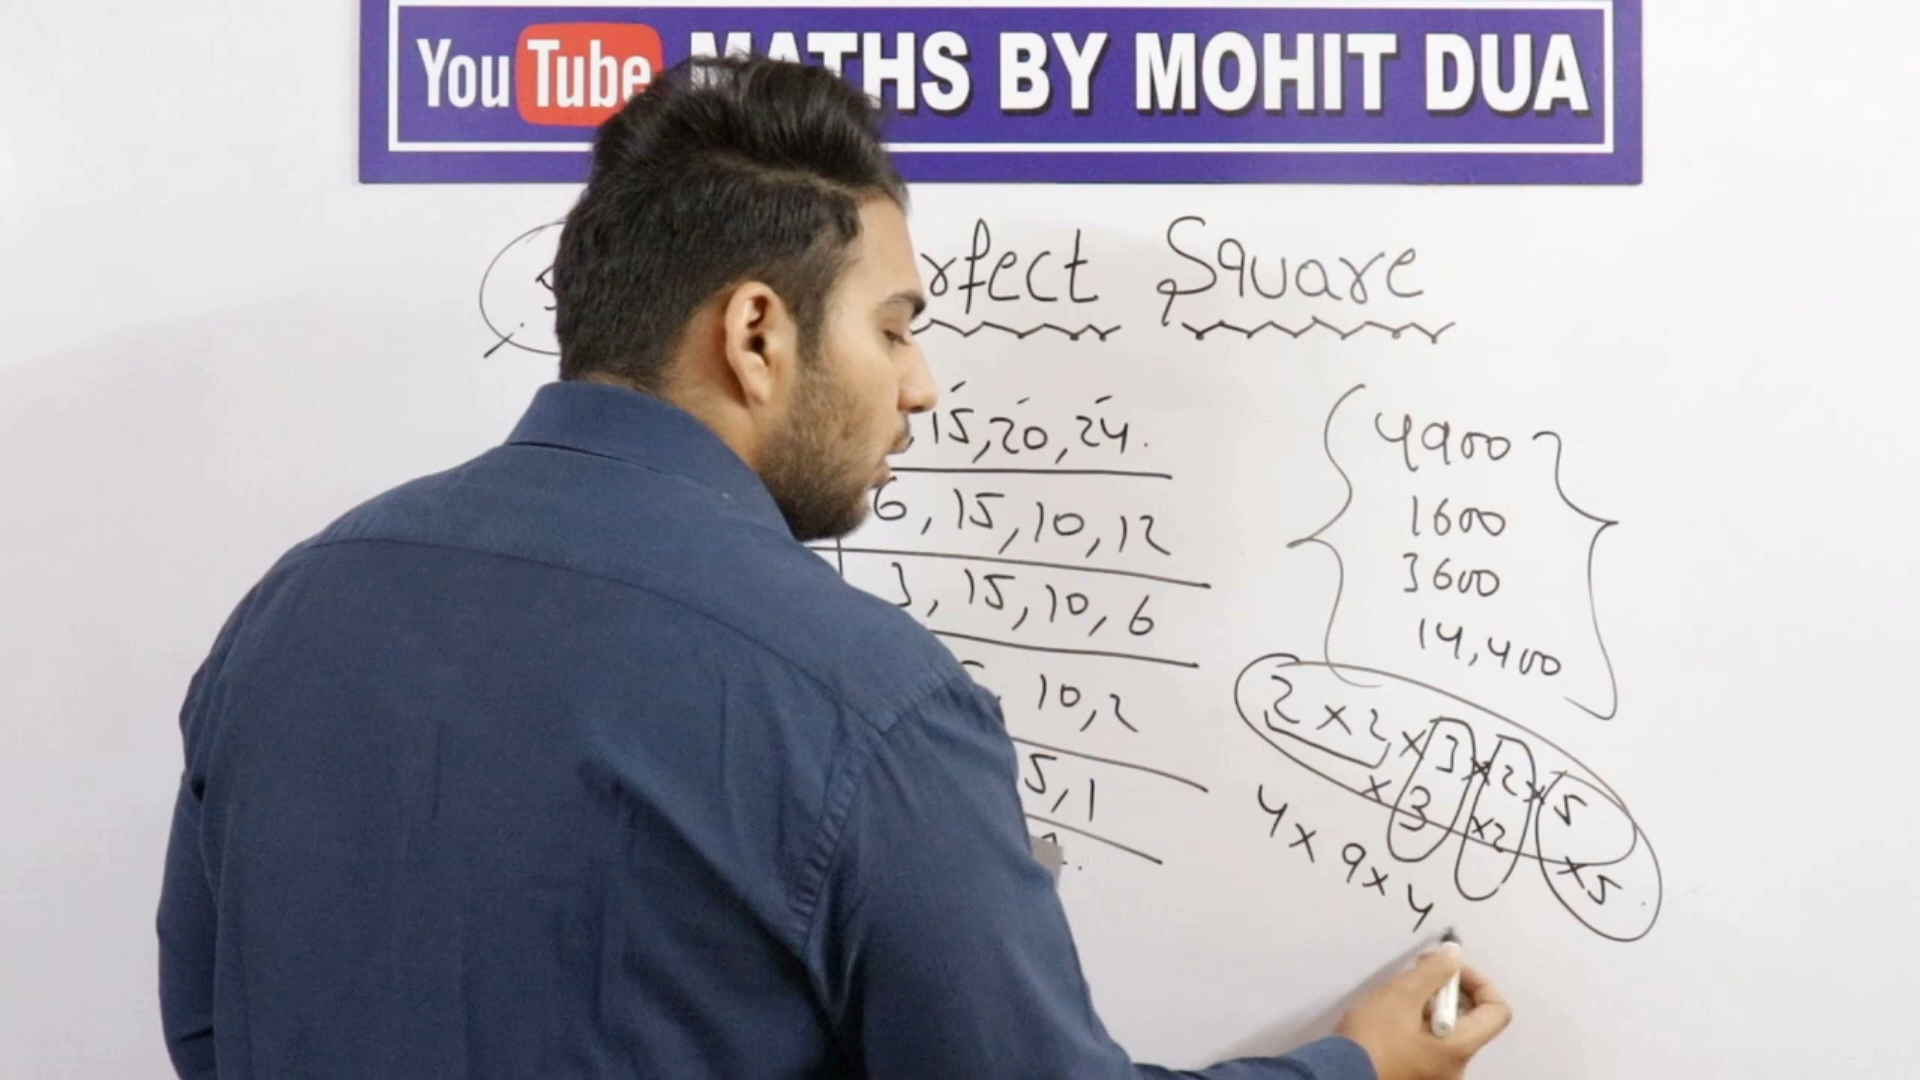 YouTube MATHS BY MOHIT DUA
rfect Square
15, 20, 24.
6, 15, 10, 12
3, 15, 10, 6
10, 2
5, 1
4900
1600
3600
14,400
2 × 2 × 3 × 2 × 5
× 3 × 2 × 5
4 × 9 × 4